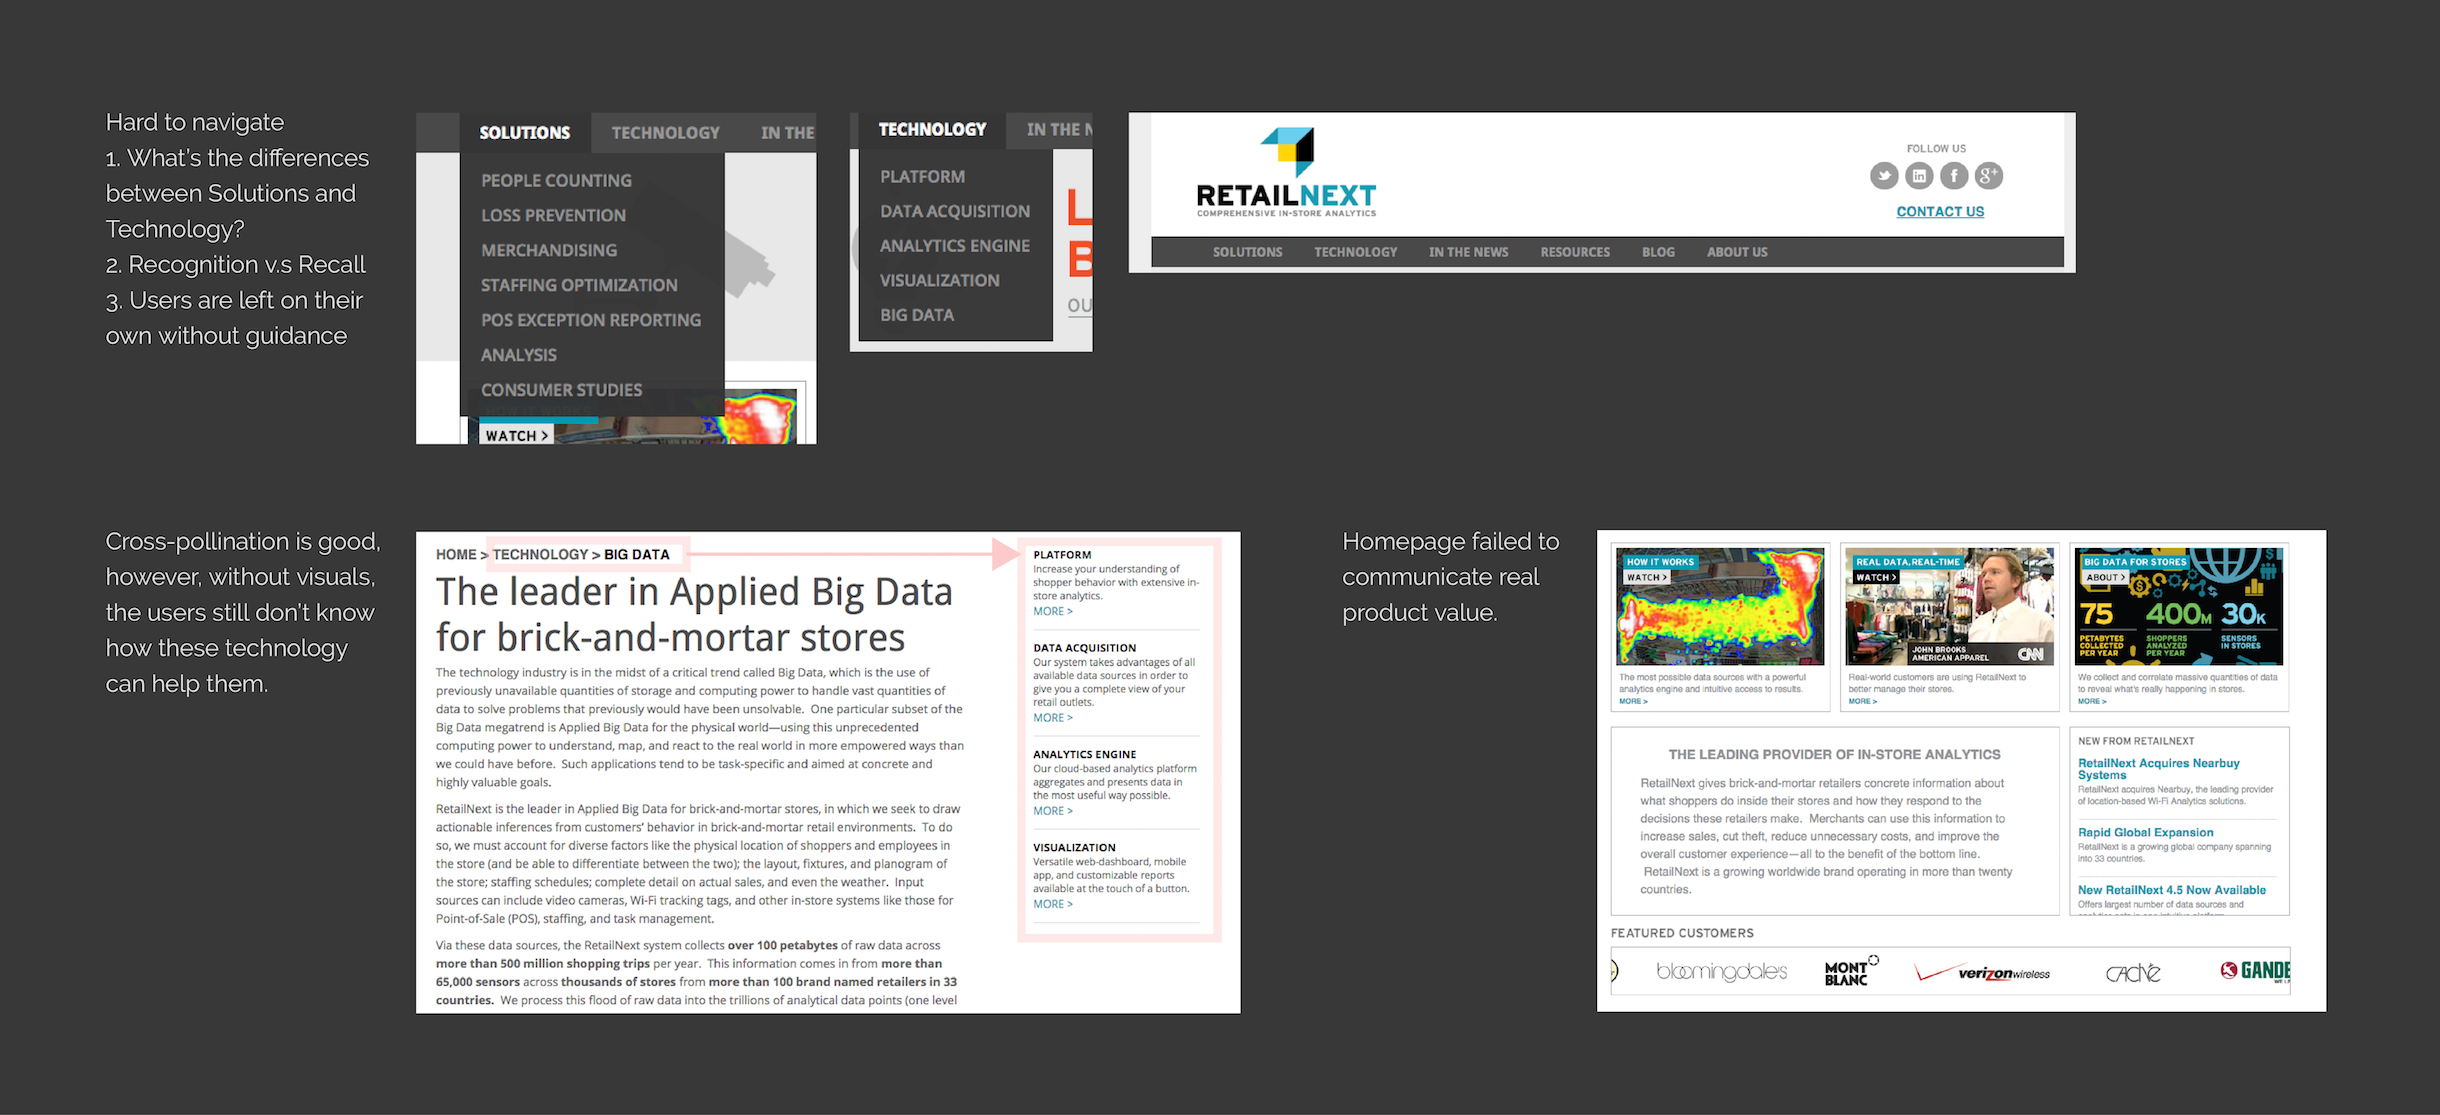 Hard to navigate
1. What's the differences
between Solutions and
Technology?
2. Recognition v.s Recall
3. Users are left on their
own without guidance
SOLUTIONS TECHNOLOGY IN THE
PEOPLE COUNTING
LOSS PREVENTION
MERCHANDISING
STAFFING OPTIMIZATION
POS EXCEPTION REPORTING
ANALYSIS
CONSUMER STUDIES
HOW IT WORKS
WATCH >
TECHNOLOGY IN THE N
PLATFORM
DATA ACQUISITION
ANALYTICS ENGINE
VISUALIZATION
BIG DATA
L
B
OU
RETAILNEXT
COMPREHENSIVE IN-STORE ANALYTICS
FOLLOW US
CONTACT US
SOLUTIONS TECHNOLOGY IN THE NEWS RESOURCES BLOG ABOUT US
Cross-pollination is good,
however, without visuals,
the users still don't know
how these technology
can help them.
HOME > TECHNOLOGY > BIG DATA
The leader in Applied Big Data
for brick-and-mortar stores
The technology industry is in the midst of a critical trend called Big Data, which is the use of
previously unavailable quantities of storage and computing power to handle vast quantities of
data to solve problems that previously would have been unsolvable. One particular subset of the
Big Data megatrend is Applied Big Data for the physical world—using this unprecedented
computing power to understand, map, and react to the real world in more empowered ways than
we could have before. Such applications tend to be task-specific and aimed at concrete and
highly valuable goals.
RetailNext is the leader in Applied Big Data for brick-and-mortar stores, in which we seek to draw
actionable inferences from customers' behavior in brick-and-mortar retail environments. To do
so, we must account for diverse factors like the physical location of shoppers and employees in
the store (and be able to differentiate between the two); the layout, fixtures, and planogram of
the store; staffing schedules; complete detail on actual sales, and even the weather. Input
sources can include video cameras, Wi-Fi tracking tags, and other in-store systems like those for
Point-of-Sale (POS), staffing, and task management.
Via these data sources, the RetailNext system collects over 100 petabytes of raw data across
more than 500 million shopping trips per year. This information comes in from more than
65,000 sensors across thousands of stores from more than 100 brand named retailers in 33
countries. We process this flood of raw data into the trillions of analytical data points (one level
PLATFORM
Increase your understanding of
shopper behavior with extensive in-
store analytics.
MORE >
DATA ACQUISITION
Our system takes advantages of all
available data sources in order to
give you a complete view of your
retail outlets.
MORE >
ANALYTICS ENGINE
Our cloud-based analytics platform
aggregates and presents data in
the most useful way possible.
MORE >
VISUALIZATION
Versatile web-dashboard, mobile
app, and customizable reports
available at the touch of a button.
MORE >
Homepage failed to
communicate real
product value.
HOW IT WORKS
WATCH >
The most possible data sources with a powerful
analytics engine and intuitive access to results.
MORE >
REAL DATA, REAL-TIME
WATCH >
JOHN BROOKS
AMERICAN APPAREL
CNN
Real-world customers are using RetailNext to
better manage their stores.
MORE >
BIG DATA FOR STORES
ABOUT >
75 400M 30K
PETABYTES COLLECTED PER YEAR
SHOPPERS ANALYZED PER YEAR
SENSORS IN STORES
We collect and correlate massive quantities of data
to reveal what's really happening in stores.
MORE >
THE LEADING PROVIDER OF IN-STORE ANALYTICS
RetailNext gives brick-and-mortar retailers concrete information about
what shoppers do inside their stores and how they respond to the
decisions these retailers make. Merchants can use this information to
increase sales, cut theft, reduce unnecessary costs, and improve the
overall customer experience—all to the benefit of the bottom line.
RetailNext is a growing worldwide brand operating in more than twenty
countries.
NEW FROM RETAILNEXT
RetailNext Acquires Nearbuy
Systems
RetailNext acquires Nearbuy, the leading provider
of location-based Wi-Fi Analytics solutions.
Rapid Global Expansion
RetailNext is a growing global company spanning
into 33 countries.
New RetailNext 4.5 Now Available
Offers largest number of data sources and
FEATURED CUSTOMERS
bloomingdale's
MONT
BLANC
verizonwireless
CACHÉ
GANDE